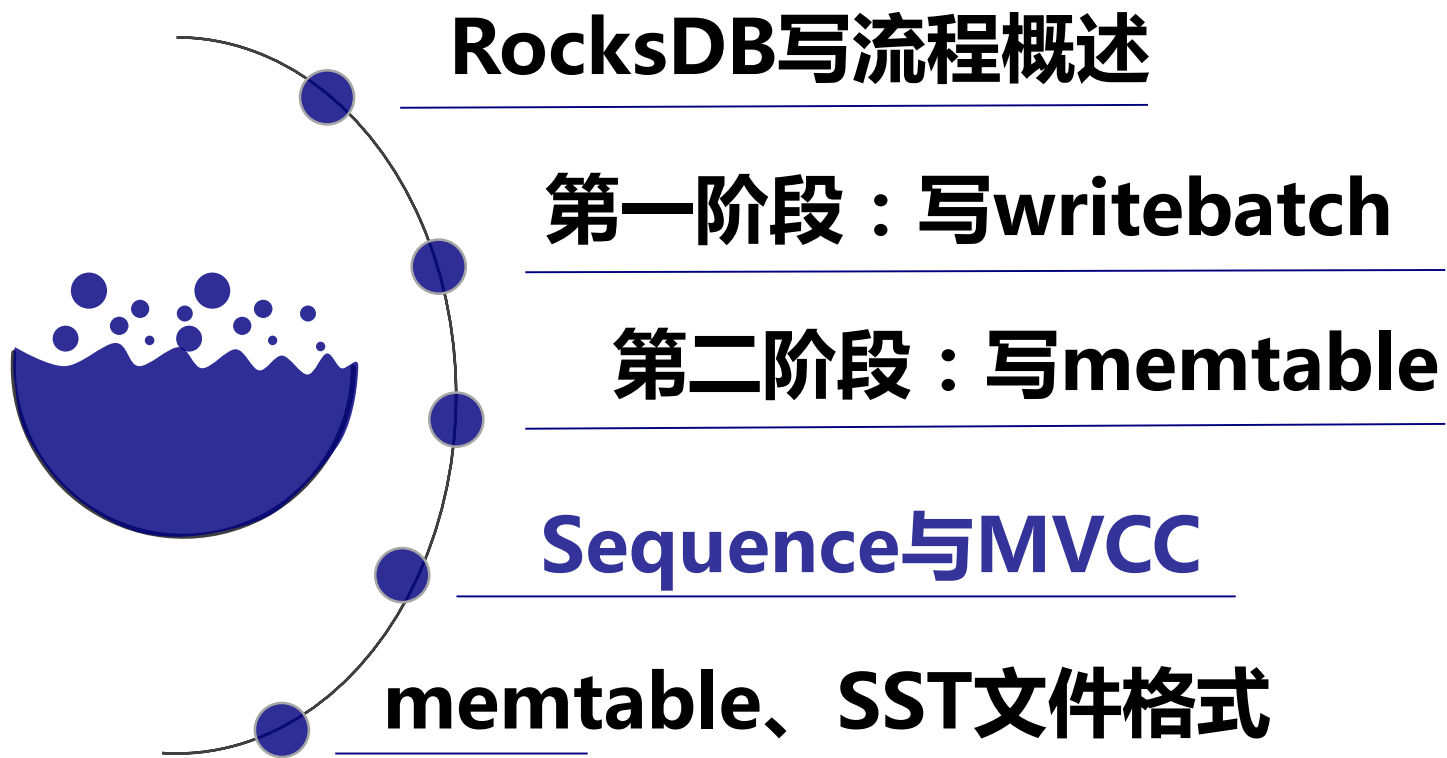 RocksDB写流程概述
第一阶段：写writebatch
第二阶段：写memtable
Sequence与MVCC
memtable、SST文件格式